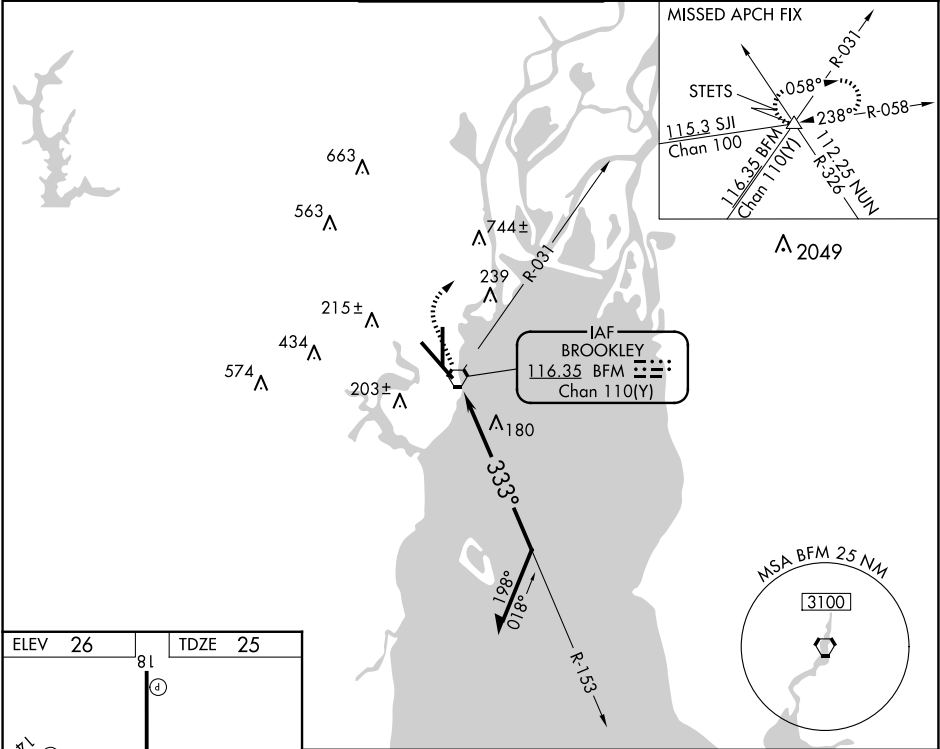 MISSED APCH FIX
R-031
STETS
058°
238°
R-058
115.3 SJI
Chan 100
116.35 BFM
Chan 110(Y)
112.25 NUN
R-326
663
563
744±
R-031
2049
239
215±
434
574
203±
IAF
BROOKLEY
116.35 BFM
Chan 110(Y)
180
333°
198°
018°
R-153
MSA BFM 25 NM
3100
ELEV 26
TDZE 25
18
P
14